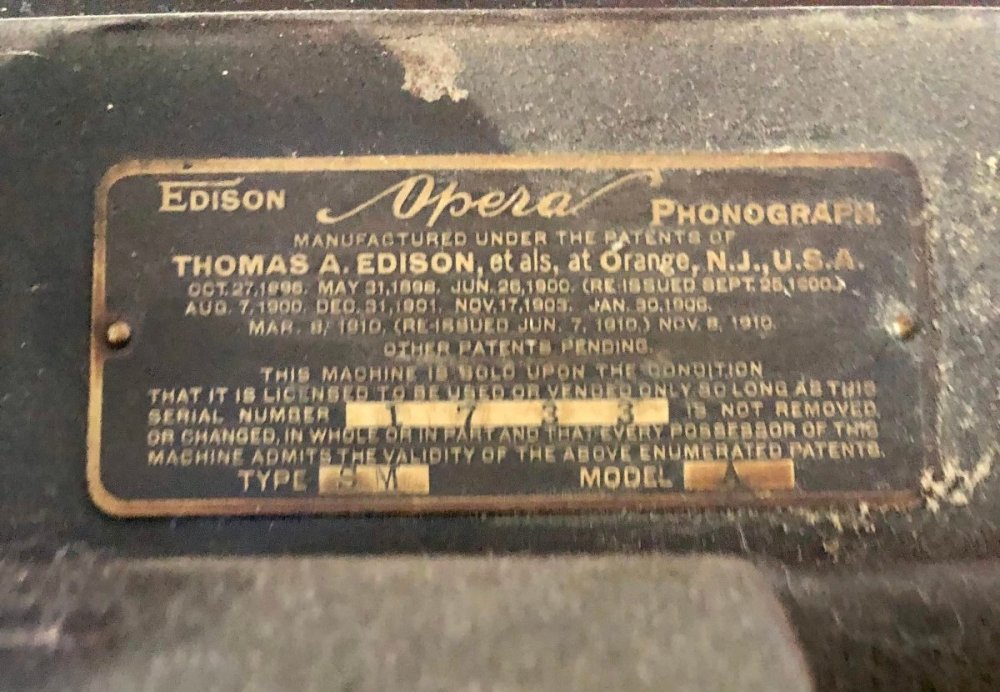 EDISON Opera PHONOGRAPH.
MANUFACTURED UNDER THE PATENTS OF
THOMAS A. EDISON, et als, at Orange, N.J., U.S.A.
OCT. 27, 1896. MAY 31, 1898. JUN. 26, 1900. (RE-ISSUED SEPT. 25, 1900.)
AUG. 7, 1900. DEC. 31, 1901. NOV. 17, 1903. JAN. 30, 1906.
MAR. 8, 1910. (RE-ISSUED JUN. 7, 1910.) NOV. 8, 1910.
OTHER PATENTS PENDING.
THIS MACHINE IS SOLD UPON THE CONDITION
THAT IT IS LICENSED TO BE USED OR VENDED ONLY SO LONG AS THIS
SERIAL NUMBER 1733 IS NOT REMOVED,
OR CHANGED, IN WHOLE OR IN PART AND THAT EVERY POSSESSOR OF THIS
MACHINE ADMITS THE VALIDITY OF THE ABOVE ENUMERATED PATENTS.
TYPE SM MODEL A